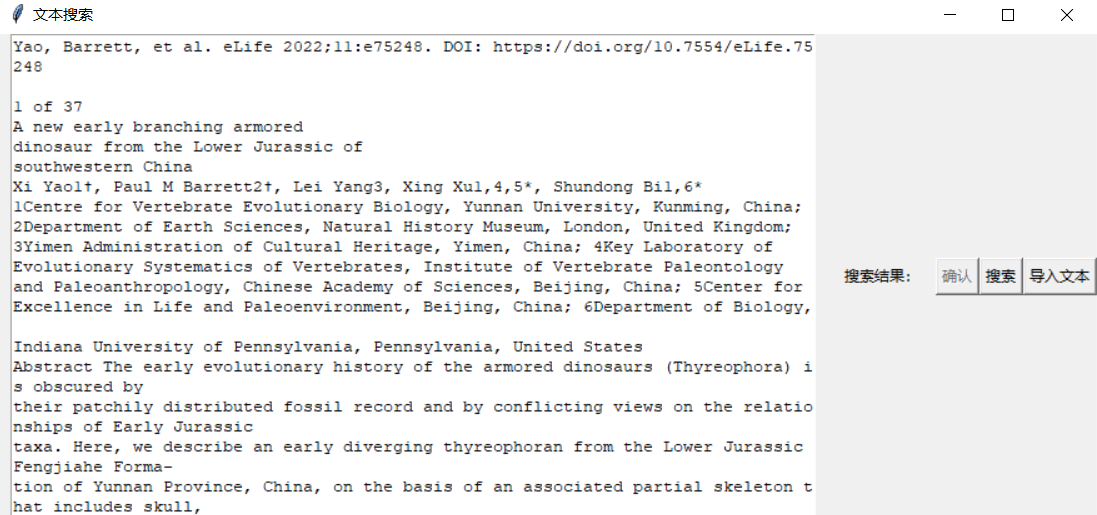 文本搜索
Yao, Barrett, et al. eLife 2022;11:e75248. DOI: https://doi.org/10.7554/eLife.75
248
1 of 37
A new early branching armored
dinosaur from the Lower Jurassic of
southwestern China
Xi Yao1†, Paul M Barrett2†, Lei Yang3, Xing Xu1,4,5*, Shundong Bi1,6*
1Centre for Vertebrate Evolutionary Biology, Yunnan University, Kunming, China;
2Department of Earth Sciences, Natural History Museum, London, United Kingdom;
3Yimen Administration of Cultural Heritage, Yimen, China; 4Key Laboratory of
Evolutionary Systematics of Vertebrates, Institute of Vertebrate Paleontology
and Paleoanthropology, Chinese Academy of Sciences, Beijing, China; 5Center for
Excellence in Life and Paleoenvironment, Beijing, China; 6Department of Biology,
Indiana University of Pennsylvania, Pennsylvania, United States
Abstract The early evolutionary history of the armored dinosaurs (Thyreophora) i
s obscured by
their patchily distributed fossil record and by conflicting views on the relatio
nships of Early Jurassic
taxa. Here, we describe an early diverging thyreophoran from the Lower Jurassic
Fengjiahe Forma-
tion of Yunnan Province, China, on the basis of an associated partial skeleton t
hat includes skull,
搜索结果: 确认 搜索 导入文本